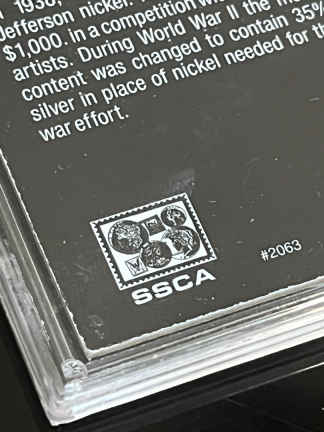 1938,
Jefferson nickel.
$1,000. in a competition
artists. During World War II the
content was changed to contain 35%
silver in place of nickel needed for
war effort.
SSCA
#2063